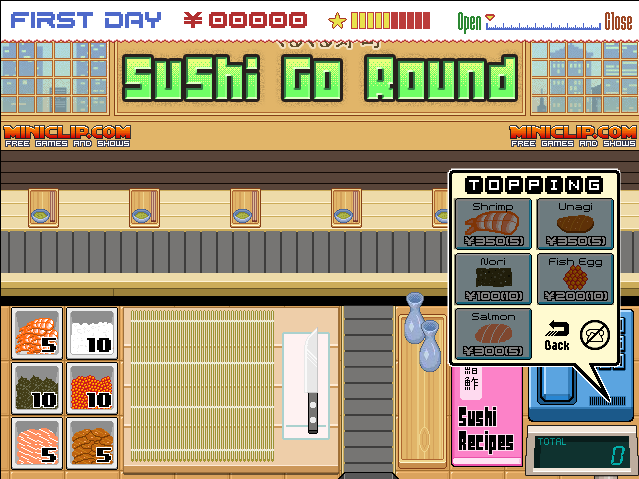 FIRST DAY
¥ 00000
Open
Close
SuShi Go Round
MINICLIP.COM
FREE GAMES AND SHOWS
MINICLIP.COM
FREE GAMES AND SHOWS
TOPPING
Shrimp
¥350(5)
Unagi
¥350(5)
Nori
¥100(10)
Fish Egg
¥200(10)
Salmon
¥300(5)
Back
5
10
10
10
5
5
鮓
Sushi
Recipes
TOTAL
0